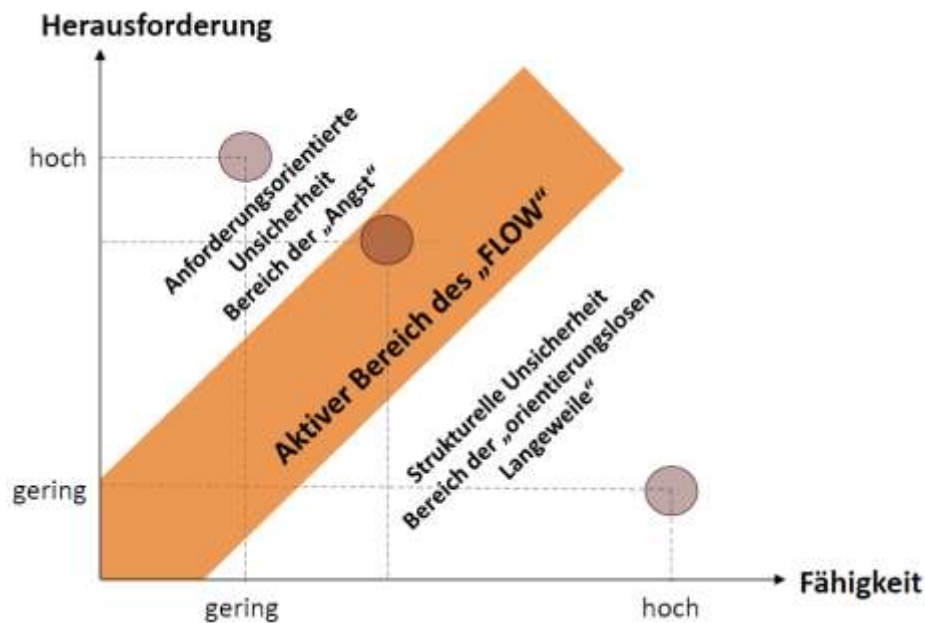 Herausforderung
hoch
Anforderungsorientierte
Unsicherheit
Bereich der „Angst“
Aktiver Bereich des „FLOW“
Strukturelle Unsicherheit
Bereich der „orientierungslosen
Langeweile“
gering
Fähigkeit
gering
hoch